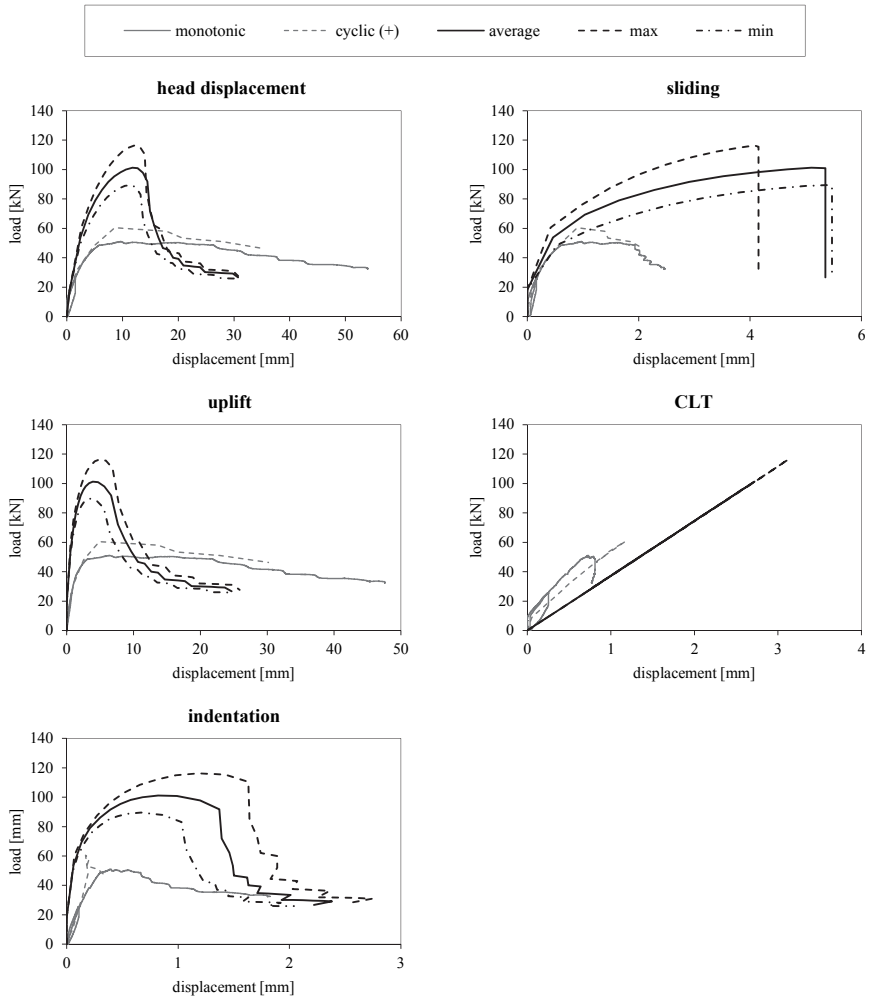 monotonic cyclic (+) average max min
head displacement
140
120
100
80
60
40
20
0
load [kN]
0 10 20 30 40 50 60
displacement [mm]
sliding
140
120
100
80
60
40
20
0
load [kN]
0 2 4 6
displacement [mm]
uplift
140
120
100
80
60
40
20
0
load [kN]
0 10 20 30 40 50
displacement [mm]
CLT
140
120
100
80
60
40
20
0
load [kN]
0 1 2 3 4
displacement [mm]
indentation
140
120
100
80
60
40
20
0
load [mm]
0 1 2 3
displacement [mm]